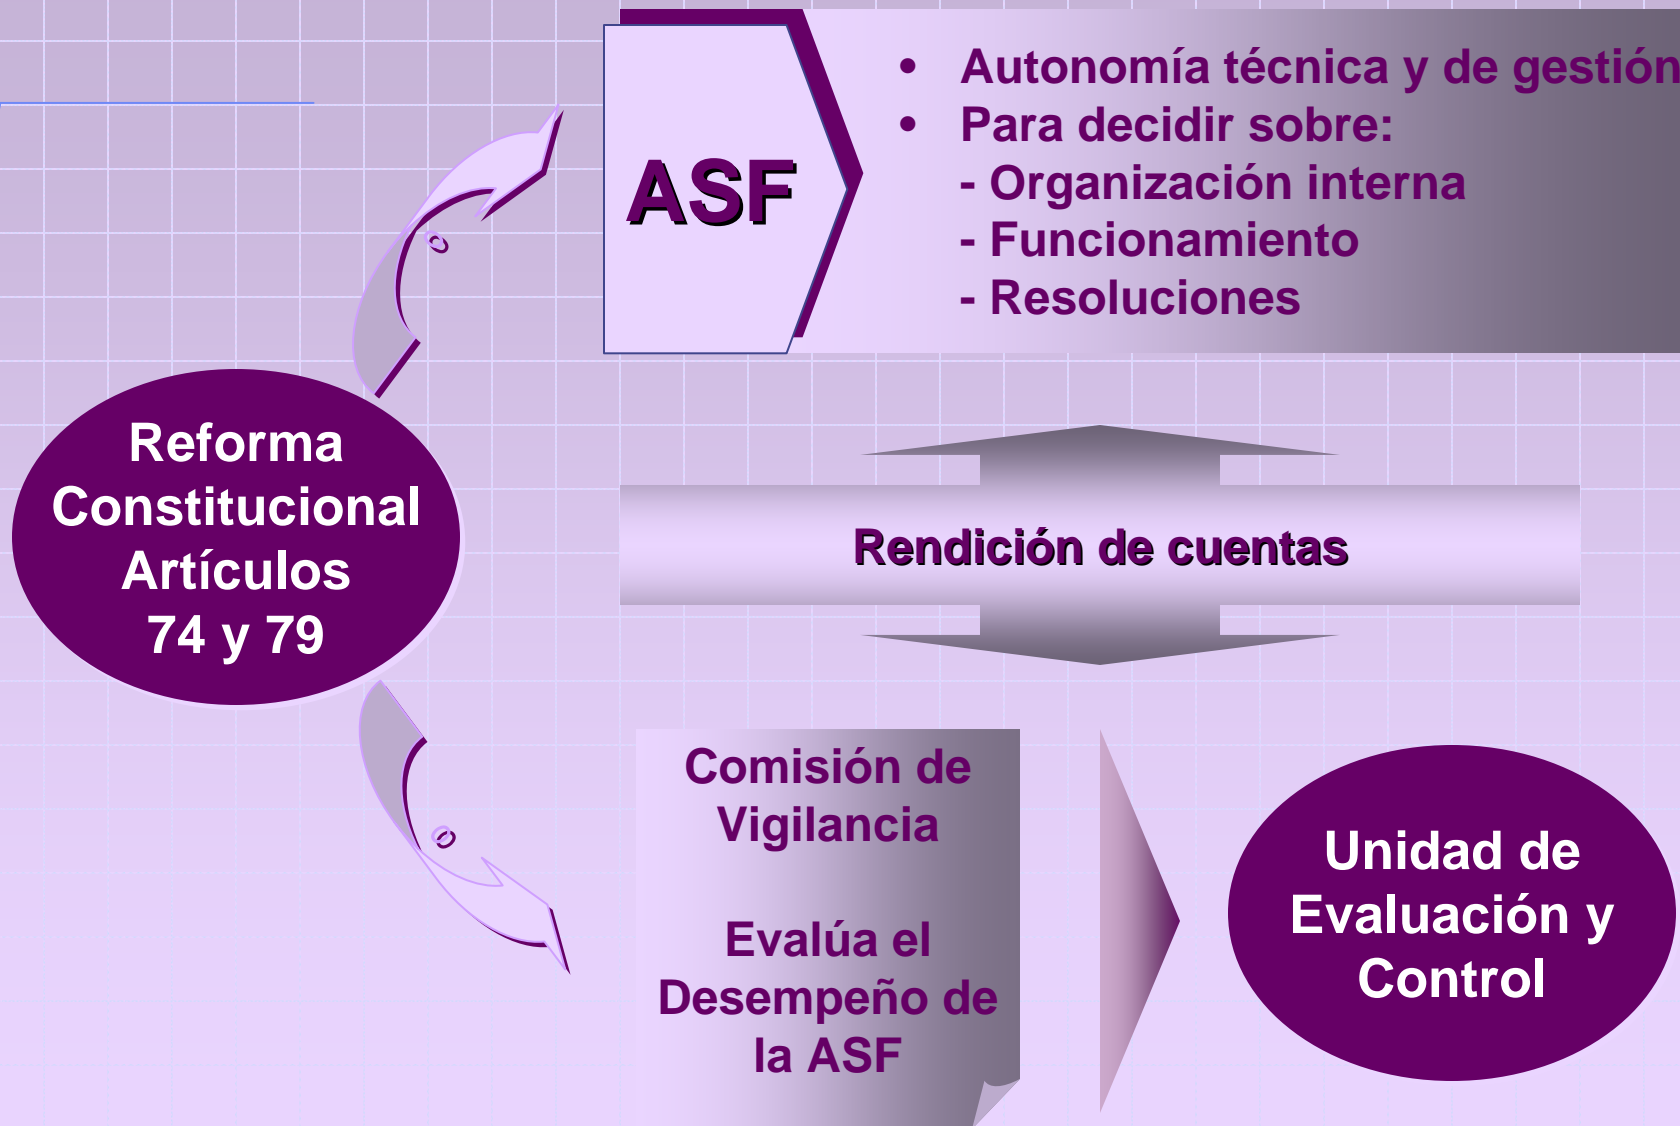 ASF
• Autonomía técnica y de gestión
• Para decidir sobre:
- Organización interna
- Funcionamiento
- Resoluciones
Reforma
Constitucional
Artículos
74 y 79
Rendición de cuentas
Comisión de
Vigilancia
Evalúa el
Desempeño de
la ASF
Unidad de
Evaluación y
Control